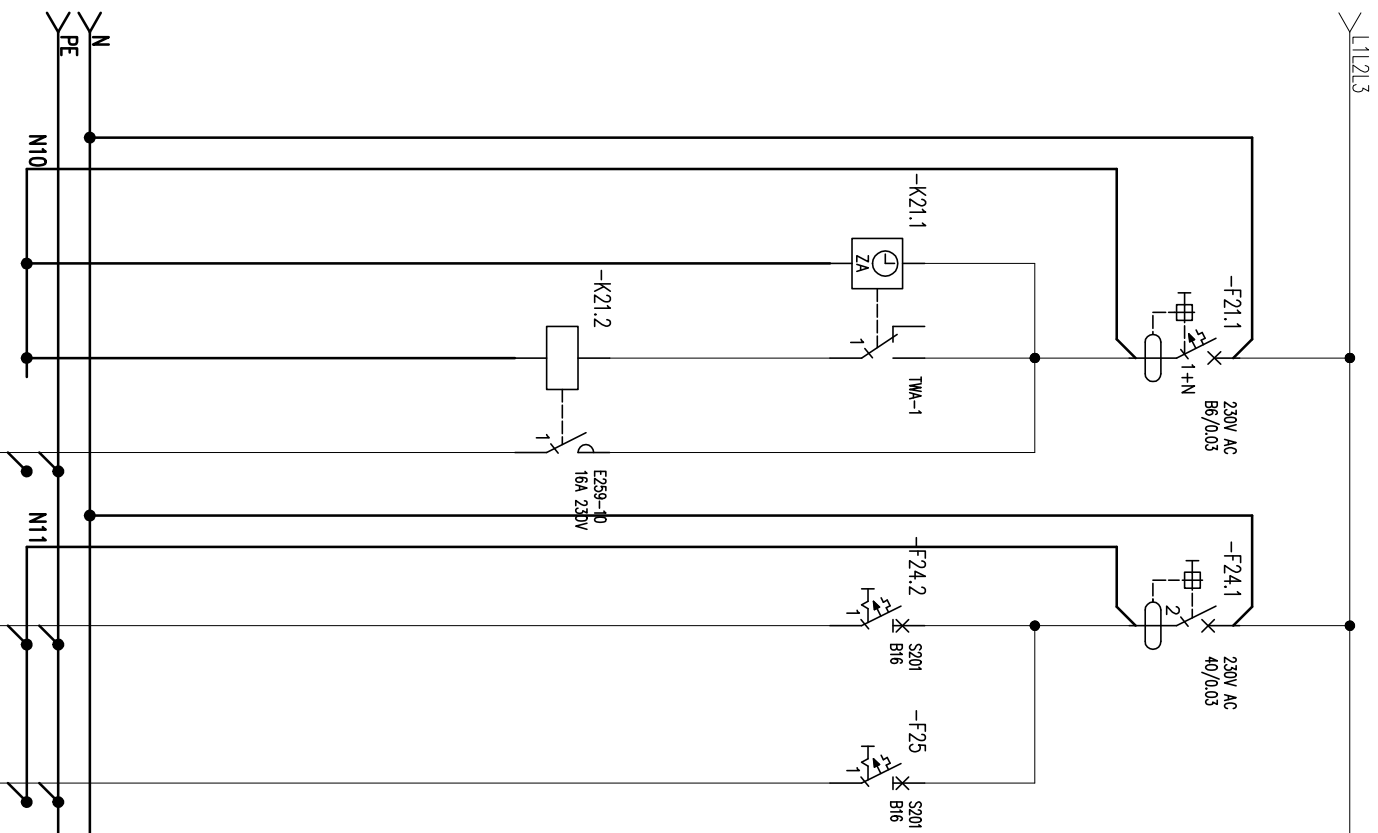 L1L2L3
N
PE
N10
-K21.1
ZA
TWA-1
-K21.2
1
1
E259-10
16A 230V
-F21.1
1+N
230V AC
B6/0.03
N11
-F24.1
2
230V AC
40/0.03
-F24.2
1
S201
B16
-F25
1
S201
B16